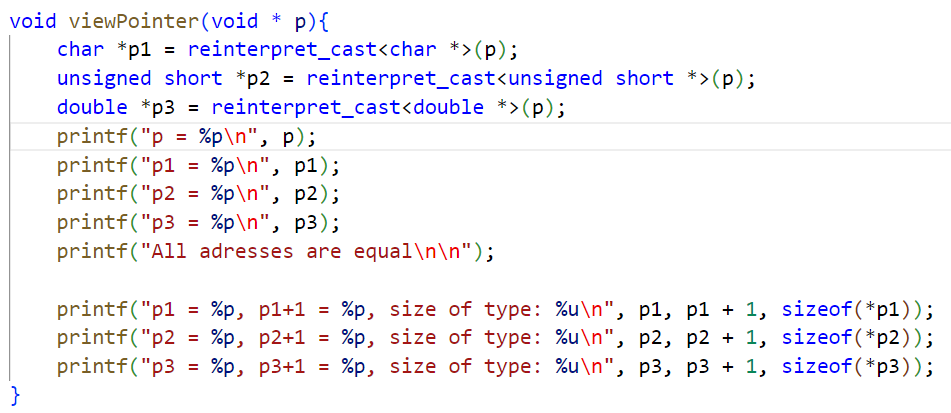 void viewPointer(void * p){
    char *p1 = reinterpret_cast<char *>(p);
    unsigned short *p2 = reinterpret_cast<unsigned short *>(p);
    double *p3 = reinterpret_cast<double *>(p);
    printf("p = %p\n", p);
    printf("p1 = %p\n", p1);
    printf("p2 = %p\n", p2);
    printf("p3 = %p\n", p3);
    printf("All adresses are equal\n\n");
    printf("p1 = %p, p1+1 = %p, size of type: %u\n", p1, p1 + 1, sizeof(*p1));
    printf("p2 = %p, p2+1 = %p, size of type: %u\n", p2, p2 + 1, sizeof(*p2));
    printf("p3 = %p, p3+1 = %p, size of type: %u\n", p3, p3 + 1, sizeof(*p3));
}